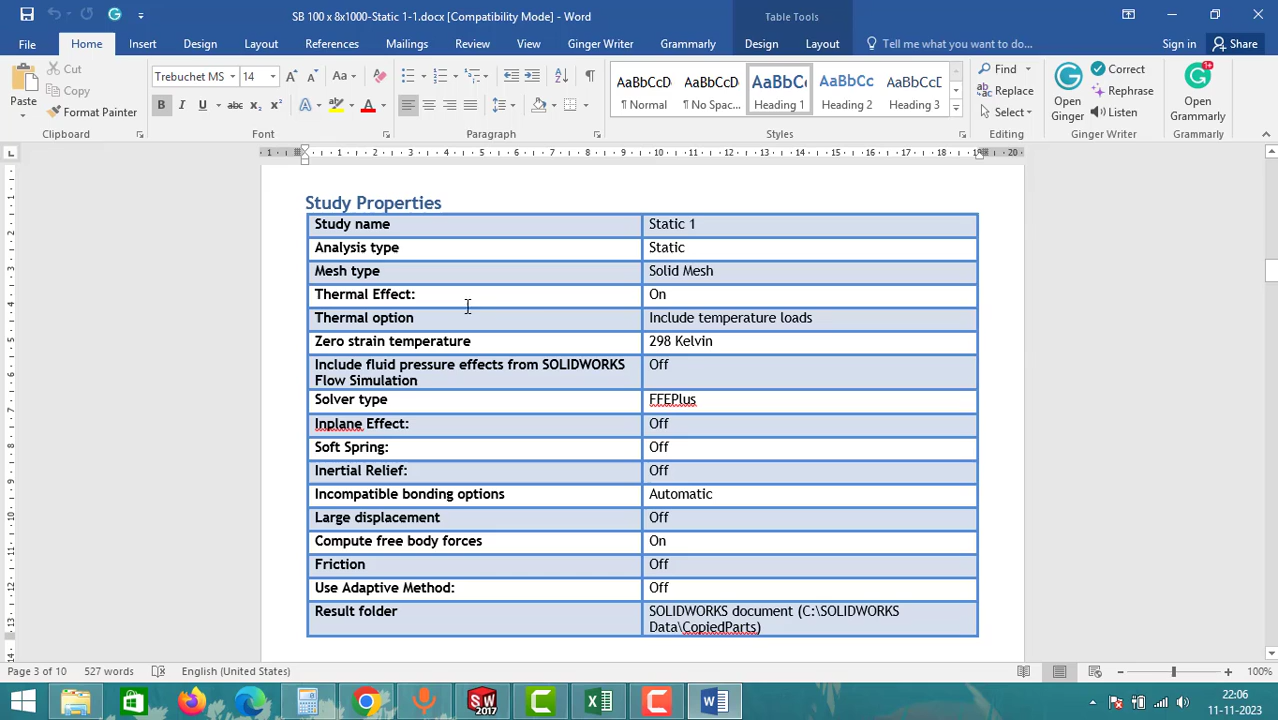 SB 100 x 8x1000-Static 1-1.docx [Compatibility Mode] - Word
Table Tools
File Home Insert Design Layout References Mailings Review View Ginger Writer Grammarly Design Layout Tell me what you want to do... Sign in Share
Paste
Cut
Copy
Format Painter
Trebuchet MS 14
AaBbCcD AaBbCcD AaBbCc AaBbCc AaBbCcD
¶ Normal ¶ No Spac... Heading 1 Heading 2 Heading 3
Find
Replace
Select
Open Ginger
Correct
Rephrase
Listen
Open Grammarly
Clipboard Font Paragraph Styles Editing Ginger Writer Grammarly
Study Properties
Study name Static 1
Analysis type Static
Mesh type Solid Mesh
Thermal Effect: On
Thermal option Include temperature loads
Zero strain temperature 298 Kelvin
Include fluid pressure effects from SOLIDWORKS Off
Flow Simulation
Solver type FFEPlus
Inplane Effect: Off
Soft Spring: Off
Inertial Relief: Off
Incompatible bonding options Automatic
Large displacement Off
Compute free body forces On
Friction Off
Use Adaptive Method: Off
Result folder SOLIDWORKS document (C:\SOLIDWORKS
Data\CopiedParts)
Page 3 of 10 527 words English (United States) 100%
22:06
11-11-2023